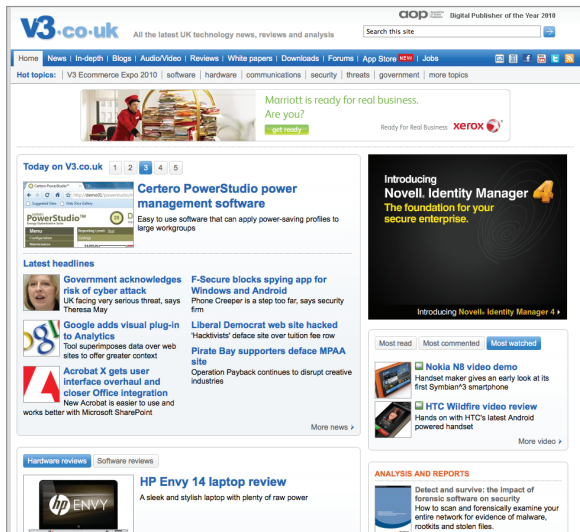 V3.co.uk
All the latest UK technology news, reviews and analysis
aop
Digital Publisher of the Year 2010
Search this site
Home
News
In-depth
Blogs
Audio/Video
Reviews
White papers
Downloads
Forums
App Store NEW
Jobs
Hot topics:
V3 Ecommerce Expo 2010
software
hardware
communications
security
threats
government
more topics
Marriott is ready for real business.
Are you?
get ready
Ready For Real Business xerox
Today on V3.co.uk
1 2 3 4 5
PowerStudio™
Menu
Certero PowerStudio power
management software
Easy to use software that can apply power-saving profiles to
large workgroups
Latest headlines
Government acknowledges
risk of cyber attack
UK facing very serious threat, says
Theresa May
Google adds visual plug-in
to Analytics
Tool superimposes data over web
sites to offer greater context
Acrobat X gets user
interface overhaul and
closer Office integration
New Acrobat is easier to use and
works better with Microsoft SharePoint
F-Secure blocks spying app for
Windows and Android
Phone Creeper is a step too far, says security
firm
Liberal Democrat web site hacked
'Hacktivists' deface site over tuition fee row
Pirate Bay supporters deface MPAA
site
Operation Payback continues to disrupt creative
industries
More news
Introducing
Novell® Identity Manager 4
The foundation for your
secure enterprise.
Introducing Novell® Identity Manager 4
Most read
Most commented
Most watched
Nokia N8 video demo
Handset maker gives an early look at its
first Symbian^3 smartphone
HTC Wildfire video review
Hands on with HTC's latest Android
powered handset
More video
Hardware reviews
Software reviews
hp ENVY
HP Envy 14 laptop review
A sleek and stylish laptop with plenty of raw power
ANALYSIS AND REPORTS
Detect and survive: the impact of
forensic software on security
How to scan and forensically examine your
entire network for evidence of malware,
rootkits and stolen files.